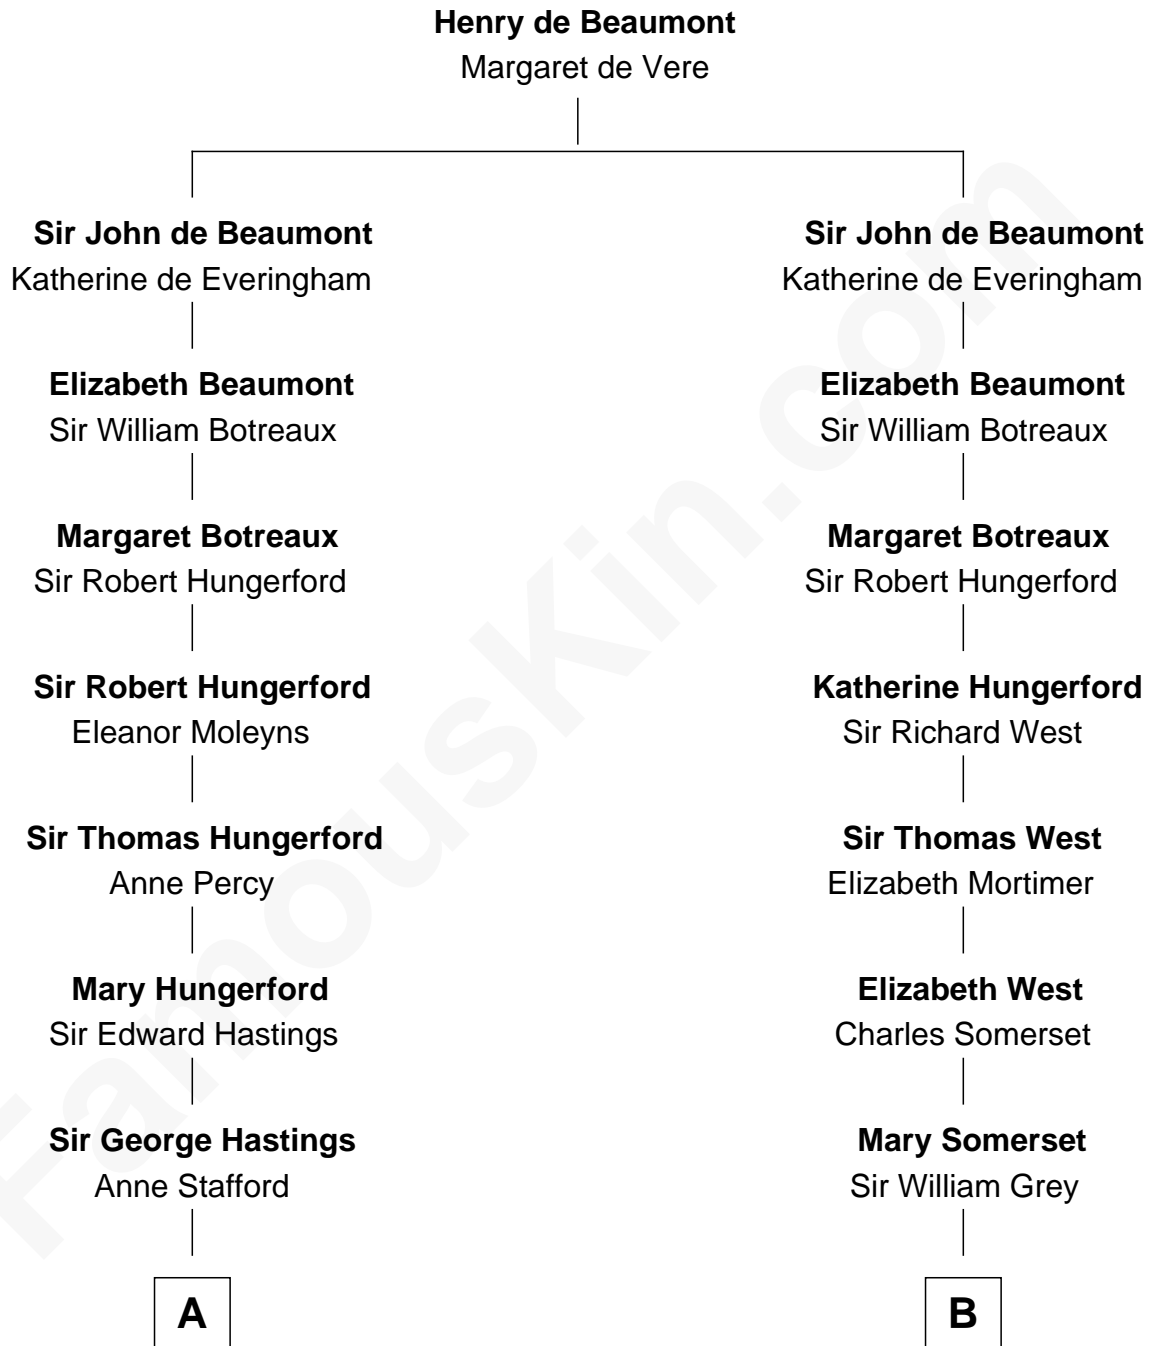 Henry de Beaumont
Margaret de Vere
Sir John de Beaumont
Katherine de Everingham
Elizabeth Beaumont
Sir William Botreaux
Margaret Botreaux
Sir Robert Hungerford
Sir Robert Hungerford
Eleanor Moleyns
Sir Thomas Hungerford
Anne Percy
Mary Hungerford
Sir Edward Hastings
Sir George Hastings
Anne Stafford
A
Sir John de Beaumont
Katherine de Everingham
Elizabeth Beaumont
Sir William Botreaux
Margaret Botreaux
Sir Robert Hungerford
Katherine Hungerford
Sir Richard West
Sir Thomas West
Elizabeth Mortimer
Elizabeth West
Charles Somerset
Mary Somerset
Sir William Grey
B
FamousKin.com